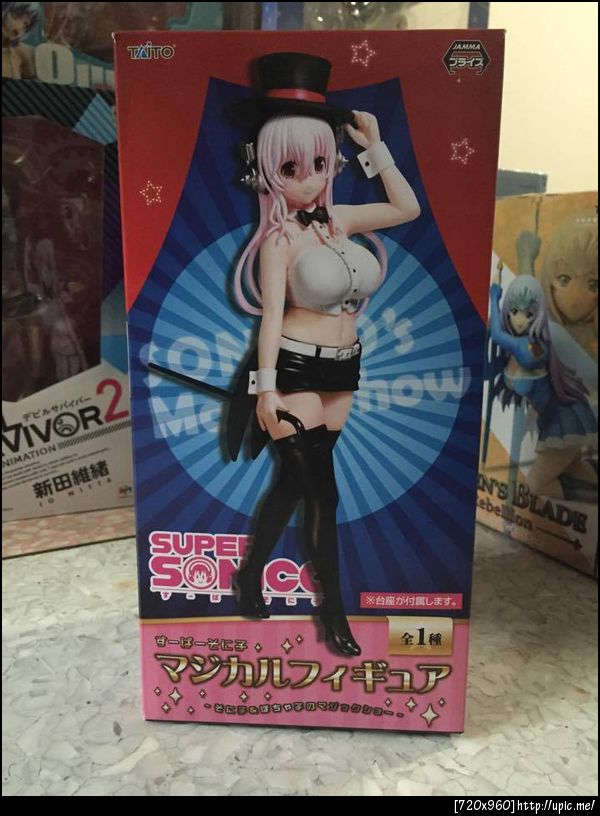 TAITO
JAMMA
プライズ
デビルサバイバー
VIVOR2
ANIMATION
新田維緒
IO NITTA
SONICO's
SUPER
SONICO
すーぱーそに子
※台座が付属します。
全1種
すーぱーそに子
マジカルフィギュア
～そに子&ぽちゃ子のマジックショー～
EN'S BLADE
Rebellion
[720x960]http://upic.me/